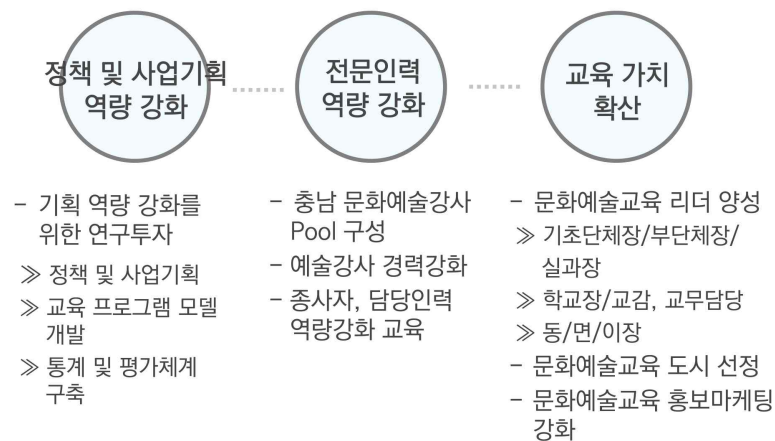 정책 및 사업기획
역량 강화
전문인력
역량 강화
교육 가치
확산
- 기획 역량 강화를
위한 연구투자
≫ 정책 및 사업기획
≫ 교육 프로그램 모델
개발
≫ 통계 및 평가체계
구축
- 충남 문화예술강사
Pool 구성
- 예술강사 경력강화
- 종사자, 담당인력
역량강화 교육
- 문화예술교육 리더 양성
≫ 기초단체장/부단체장/
실과장
≫ 학교장/교감, 교무담당
≫ 동/면/이장
- 문화예술교육 도시 선정
- 문화예술교육 홍보마케팅
강화